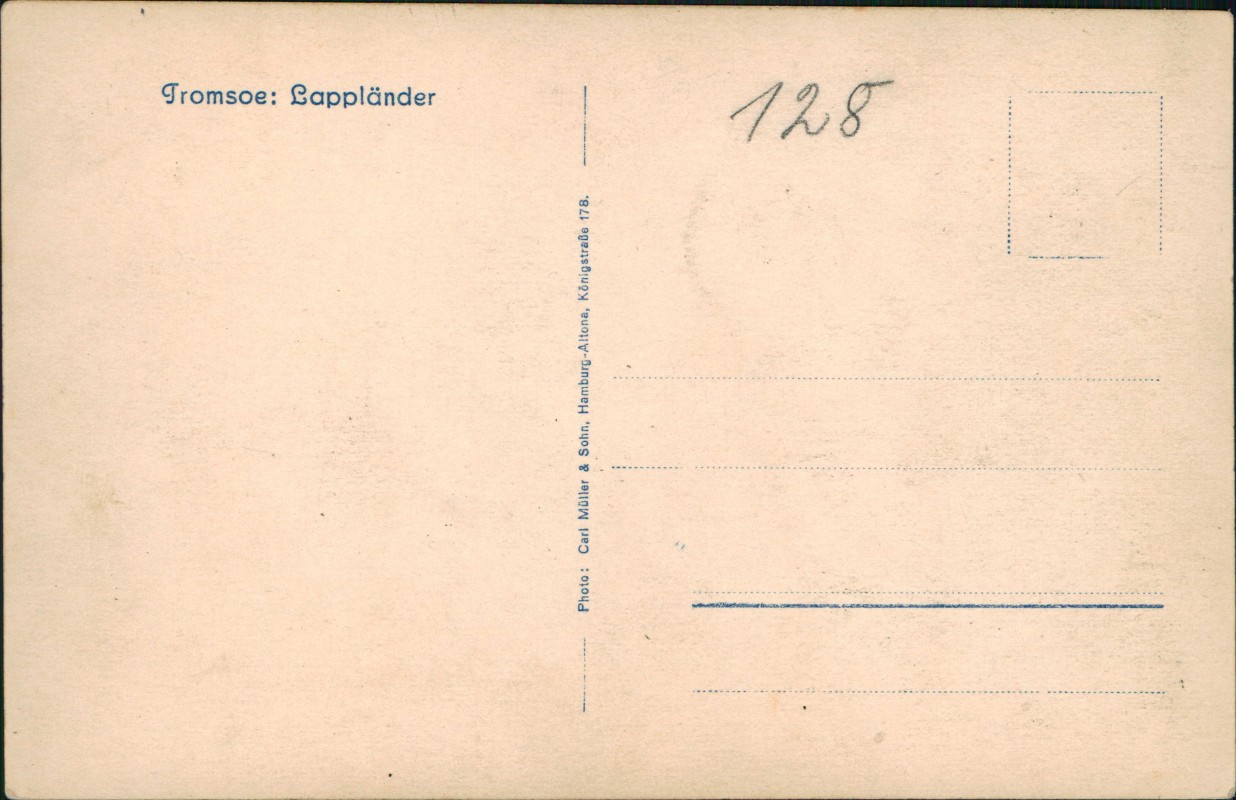 Tromsoe: Lappländer
128
Photo: Carl Müller & Sohn, Hamburg-Altona, Königstraße 178.